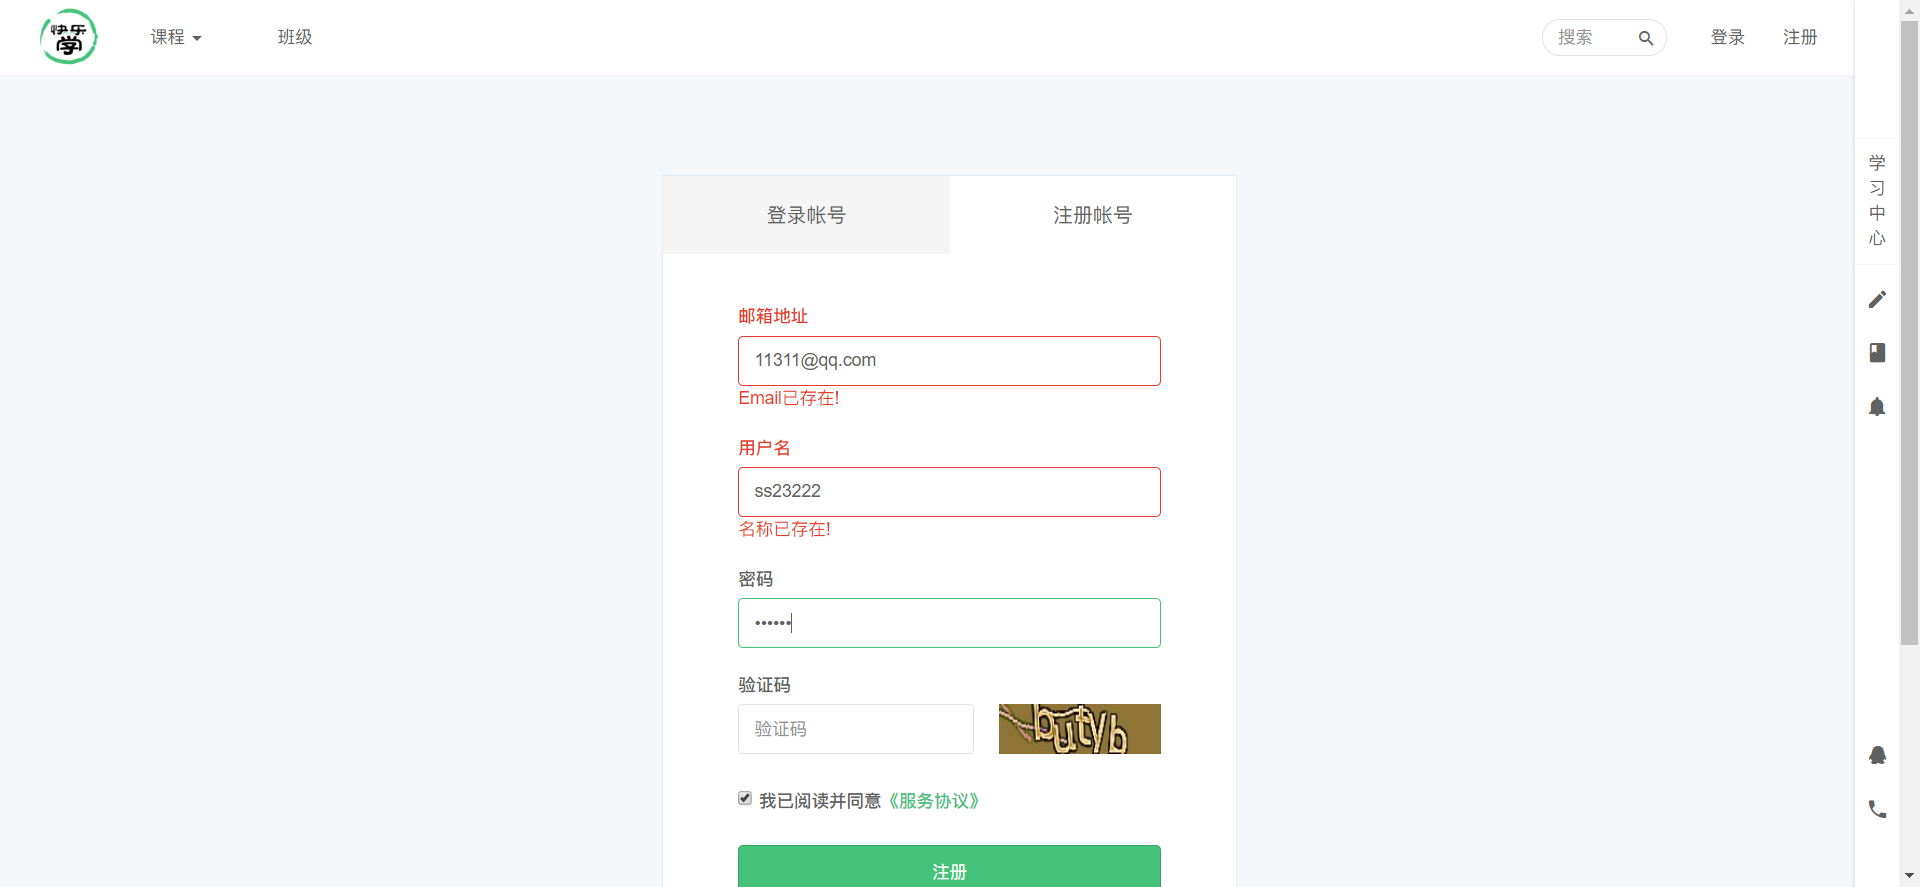 快乐
学
课程
班级
搜索
登录
注册
登录帐号
注册帐号
邮箱地址
11311@qq.com
Email已存在!
用户名
ss23222
名称已存在!
密码
••••••
验证码
验证码
butyb
我已阅读并同意《服务协议》
注册
学
习
中
心